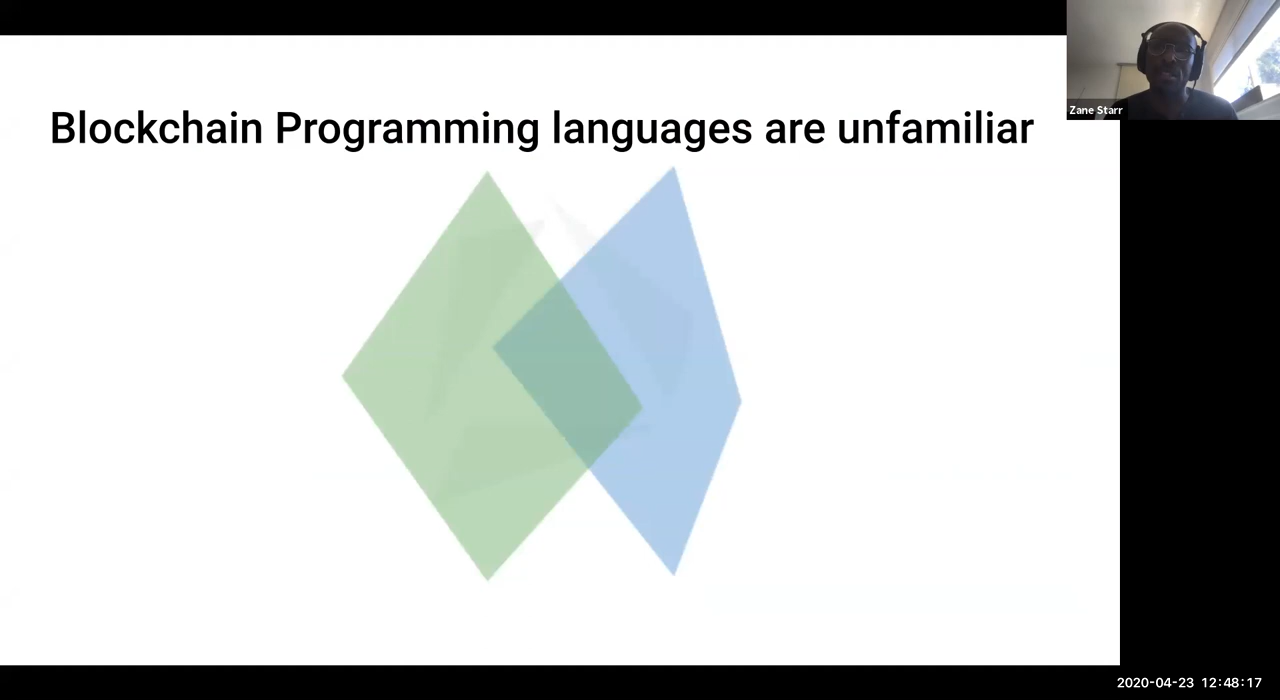 Blockchain Programming languages are unfamiliar
Zane Starr
2020-04-23 12:48:17